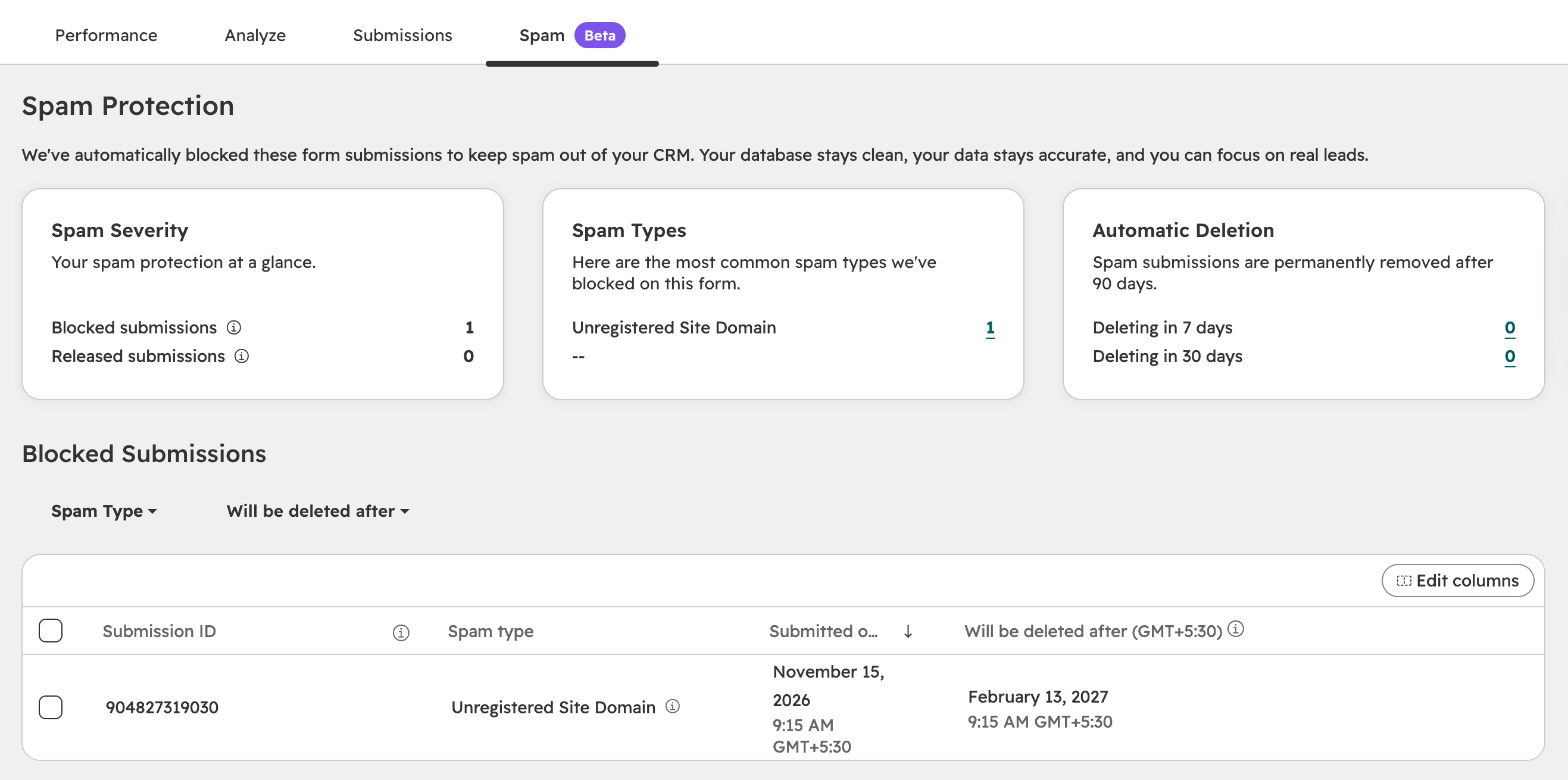 Performance Analyze Submissions Spam Beta
Spam Protection
We've automatically blocked these form submissions to keep spam out of your CRM. Your database stays clean, your data stays accurate, and you can focus on real leads.
Spam Severity
Your spam protection at a glance.
Blocked submissions 1
Released submissions 0
Spam Types
Here are the most common spam types we've
blocked on this form.
Unregistered Site Domain 1
--
Automatic Deletion
Spam submissions are permanently removed after
90 days.
Deleting in 7 days 0
Deleting in 30 days 0
Blocked Submissions
Spam Type Will be deleted after
Edit columns
Submission ID Spam type Submitted o... ↓ Will be deleted after (GMT+5:30)
904827319030 Unregistered Site Domain
November 15,
2026
9:15 AM
GMT+5:30
February 13, 2027
9:15 AM GMT+5:30